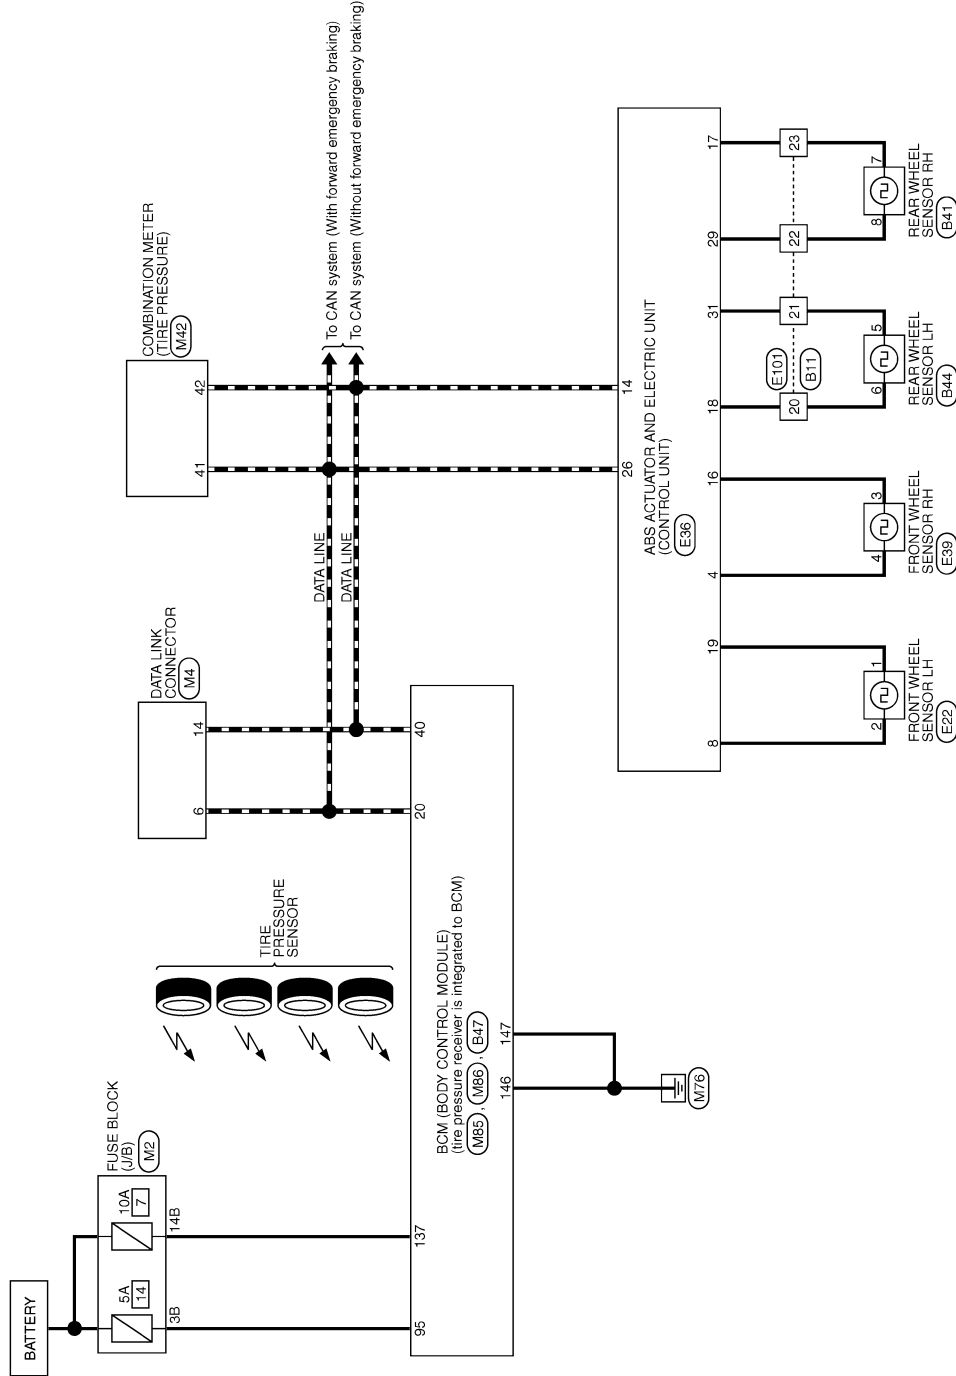 BATTERY
5A
14
10A
7
FUSE BLOCK
(J/B)
M2
3B
14B
95
137
TIRE
PRESSURE
SENSOR
BCM (BODY CONTROL MODULE)
(tire pressure receiver is integrated to BCM)
M85 , M86 , B47
146
147
M76
20
40
DATA LINK
CONNECTOR
M4
6
14
DATA LINE
DATA LINE
COMBINATION METER
(TIRE PRESSURE)
M42
41
42
To CAN system (With forward emergency braking)
To CAN system (Without forward emergency braking)
26
14
ABS ACTUATOR AND ELECTRIC UNIT
(CONTROL UNIT)
E36
8
19
4
16
18
31
29
17
E101
B11
20
21
22
23
2
1
FRONT WHEEL
SENSOR LH
E22
4
3
FRONT WHEEL
SENSOR RH
E39
6
5
REAR WHEEL
SENSOR LH
B44
8
7
REAR WHEEL
SENSOR RH
B41